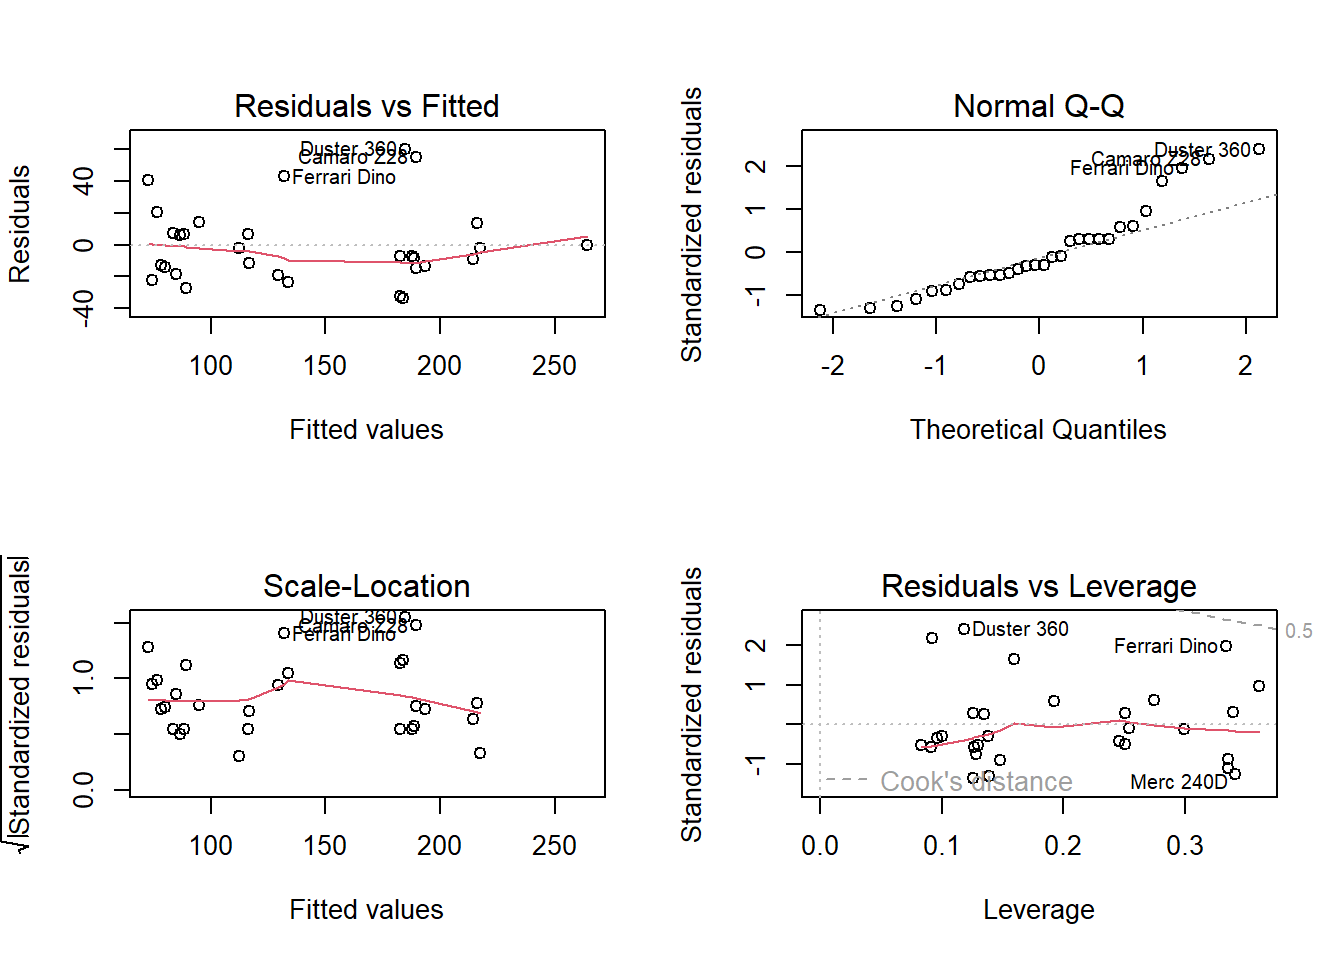 Residuals vs Fitted
Residuals
40
0
-40
Duster 360
Camaro Z28
Ferrari Dino
100
150
200
250
Fitted values
Normal Q-Q
Standardized residuals
2
1
0
-1
Duster 360
Camaro Z28
Ferrari Dino
-2
-1
0
1
2
Theoretical Quantiles
Scale-Location
√|Standardized residuals|
1.0
0.0
Duster 360
Camaro Z28
Ferrari Dino
100
150
200
250
Fitted values
Residuals vs Leverage
Standardized residuals
2
1
-1
Duster 360
Ferrari Dino
0.5
Merc 240D
Cook's distance
0.0
0.1
0.2
0.3
Leverage